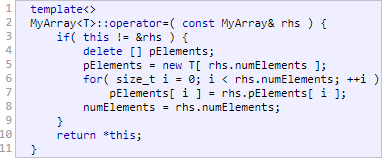 1 template<>
2 MyArray<T>::operator=( const MyArray& rhs ) {
3 if( this != &rhs ) {
4 delete [] pElements;
5 pElements = new T[ rhs.numElements ];
6 for( size_t i = 0; i < rhs.numElements; ++i )
7 pElements[ i ] = rhs.pElements[ i ];
8 numElements = rhs.numElements;
9 }
10 return *this;
11 }